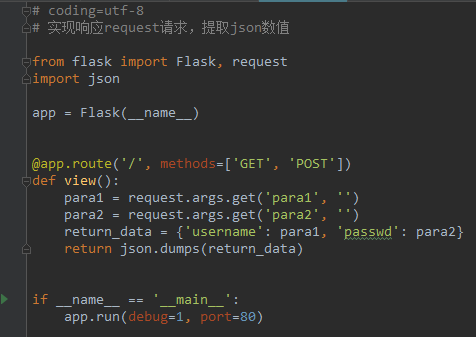 # coding=utf-8
# 实现响应request请求，提取json数值
from flask import Flask, request
import json
app = Flask(__name__)
@app.route('/', methods=['GET', 'POST'])
def view():
    para1 = request.args.get('para1', '')
    para2 = request.args.get('para2', '')
    return_data = {'username': para1, 'passwd': para2}
    return json.dumps(return_data)
if __name__ == '__main__':
    app.run(debug=1, port=80)